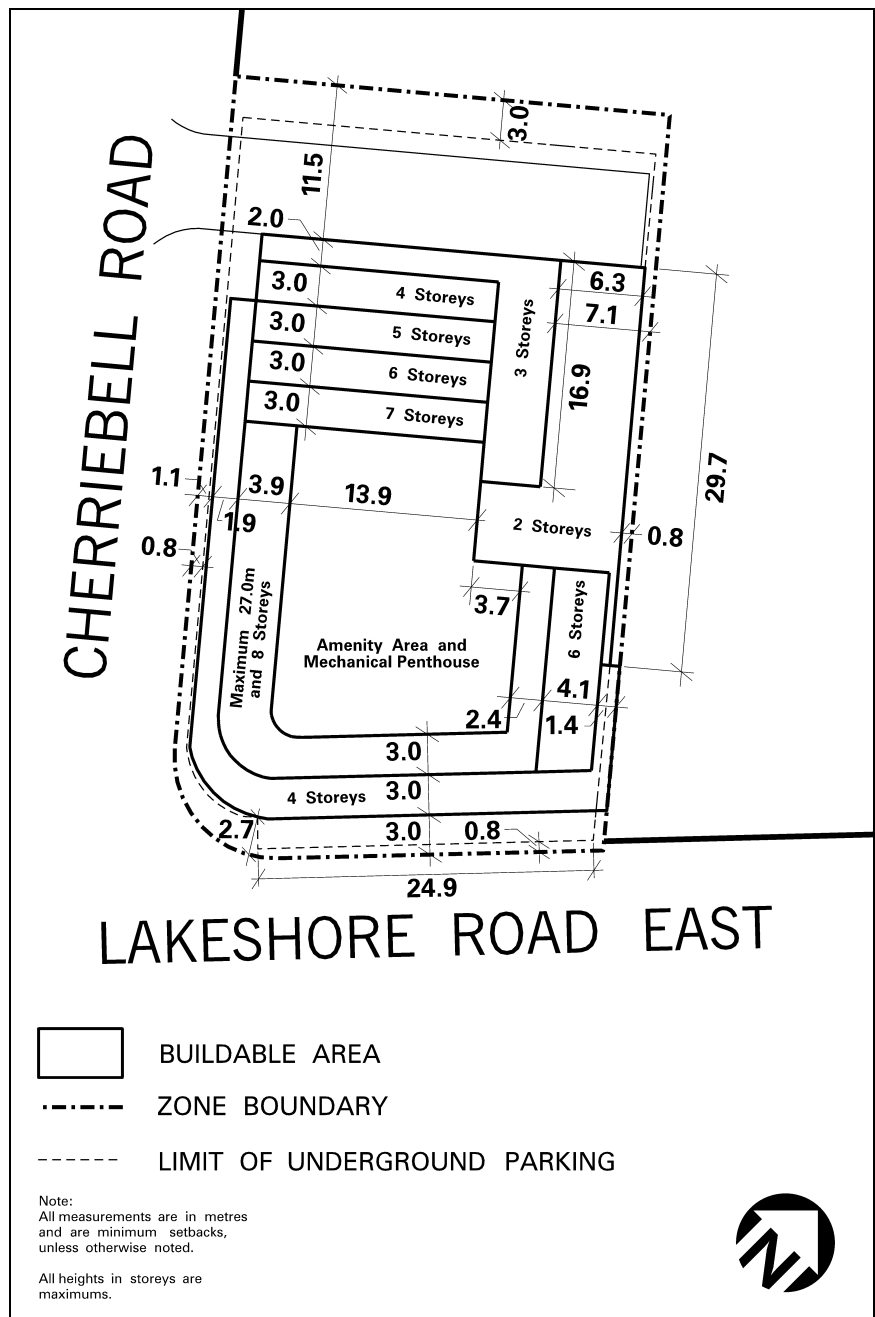 3.0
11.5
2.0
CHERRIEBELL ROAD
3.0
4 Storeys
3.0
5 Storeys
3.0
6 Storeys
3.0
7 Storeys
3 Storeys
6.3
7.1
16.9
29.7
1.1
3.9
13.9
1.9
0.8
2 Storeys
0.8
Maximum 27.0m
and 8 Storeys
3.7
6 Storeys
Amenity Area and
Mechanical Penthouse
4.1
2.4
1.4
3.0
4 Storeys
3.0
2.7
3.0
0.8
24.9
LAKESHORE ROAD EAST
BUILDABLE AREA
ZONE BOUNDARY
LIMIT OF UNDERGROUND PARKING
Note:
All measurements are in metres
and are minimum setbacks,
unless otherwise noted.
All heights in storeys are
maximums.
N